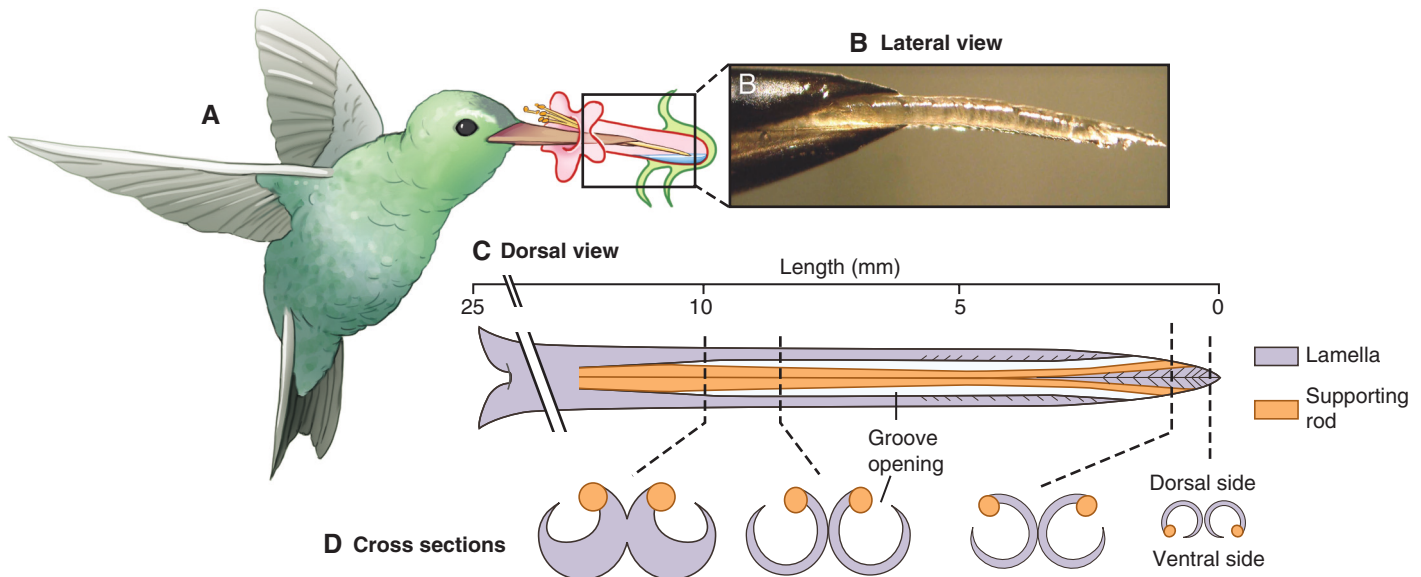 A
B Lateral view
B
C Dorsal view
Length (mm)
25
10
5
0
Lamella
Supporting
rod
Groove
opening
Dorsal side
Ventral side
D Cross sections